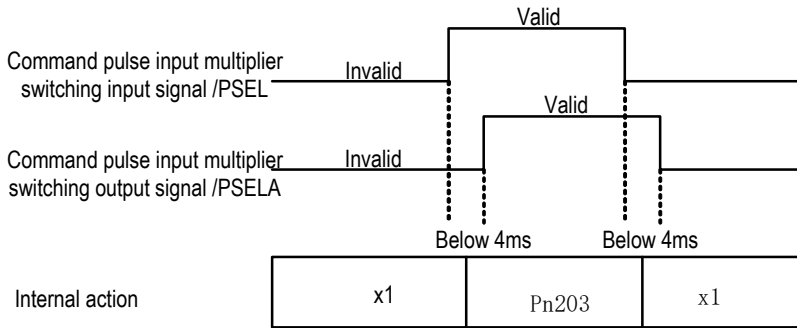 Valid
Command pulse input multiplier
switching input signal /PSEL
Invalid
Valid
Command pulse input multiplier
switching output signal /PSELA
Invalid
Below 4ms
Below 4ms
Internal action
x1
Pn203
x1